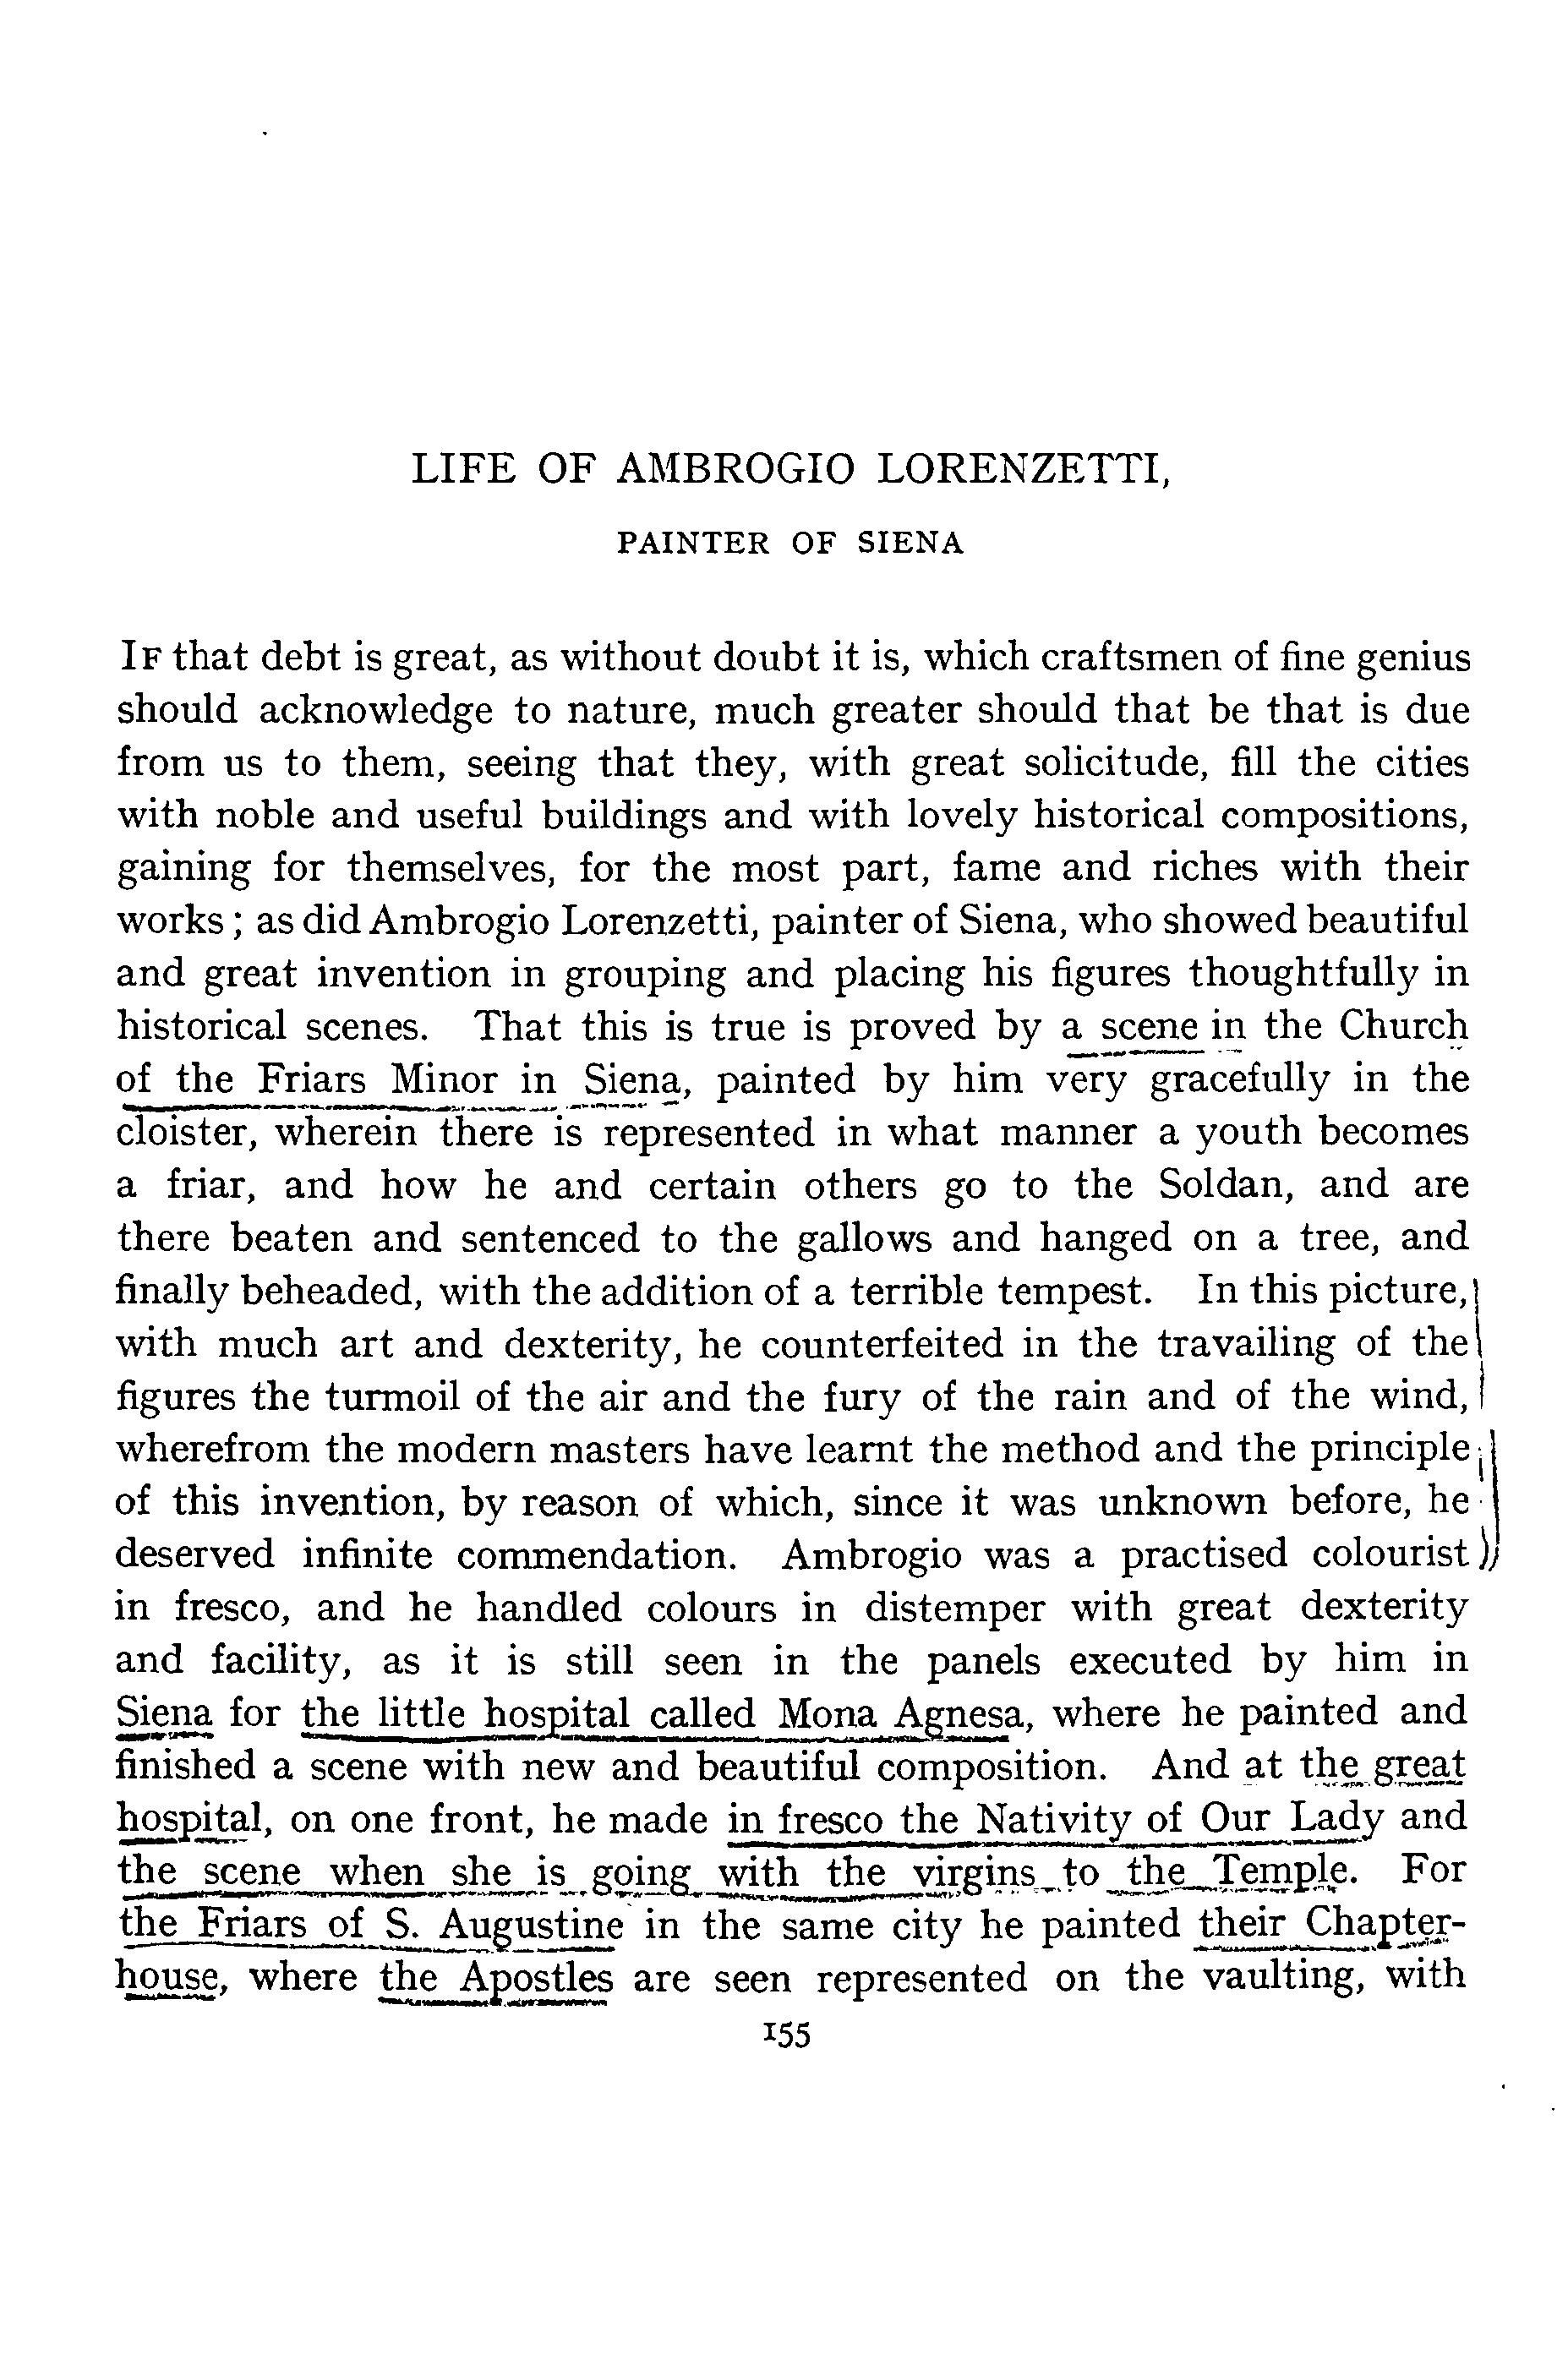 LIFE OF AMBROGIO LORENZETTI,
PAINTER OF SIENA
IF that debt is great, as without doubt it is, which craftsmen of fine genius
should acknowledge to nature, much greater should that be that is due
from us to them, seeing that they, with great solicitude, fill the cities
with noble and useful buildings and with lovely historical compositions,
gaining for themselves, for the most part, fame and riches with their
works; as did Ambrogio Lorenzetti, painter of Siena, who showed beautiful
and great invention in grouping and placing his figures thoughtfully in
historical scenes. That this is true is proved by a scene in the Church
of the Friars Minor in Siena, painted by him very gracefully in the
cloister, wherein there is represented in what manner a youth becomes
a friar, and how he and certain others go to the Soldan, and are
there beaten and sentenced to the gallows and hanged on a tree, and
finally beheaded, with the addition of a terrible tempest. In this picture,
with much art and dexterity, he counterfeited in the travailing of the
figures the turmoil of the air and the fury of the rain and of the wind,
wherefrom the modern masters have learnt the method and the principle
of this invention, by reason of which, since it was unknown before, he
deserved infinite commendation. Ambrogio was a practised colourist
in fresco, and he handled colours in distemper with great dexterity
and facility, as it is still seen in the panels executed by him in
Siena for the little hospital called Mona Agnesa, where he painted and
finished a scene with new and beautiful composition. And at the great
hospital, on one front, he made in fresco the Nativity of Our Lady and
the scene when she is going with the virgins to the Temple. For
the Friars of S. Augustine in the same city he painted their Chapter-
house, where the Apostles are seen represented on the vaulting, with
155